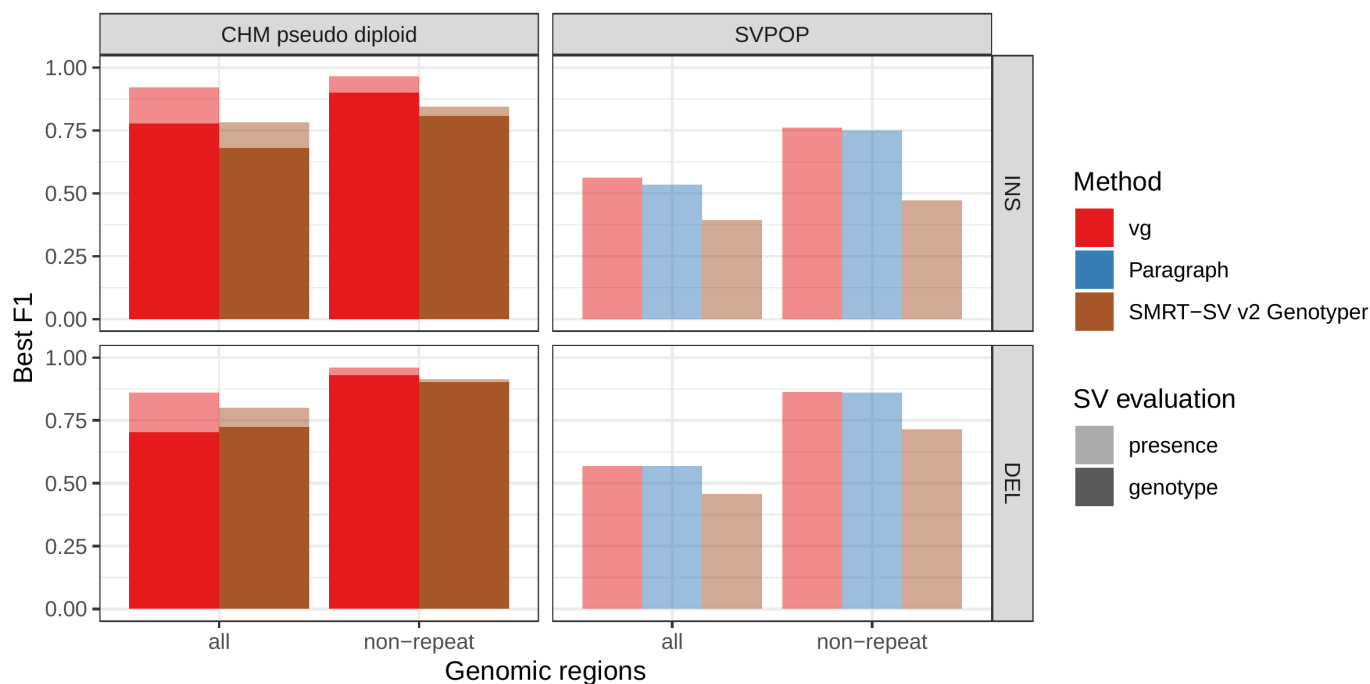 CHM pseudo diploid
SVPOP
1.00
0.75
0.50
0.25
0.00
INS
1.00
0.75
0.50
0.25
0.00
DEL
Best F1
all
non−repeat
all
non−repeat
Genomic regions
Method
vg
Paragraph
SMRT−SV v2 Genotyper
SV evaluation
presence
genotype